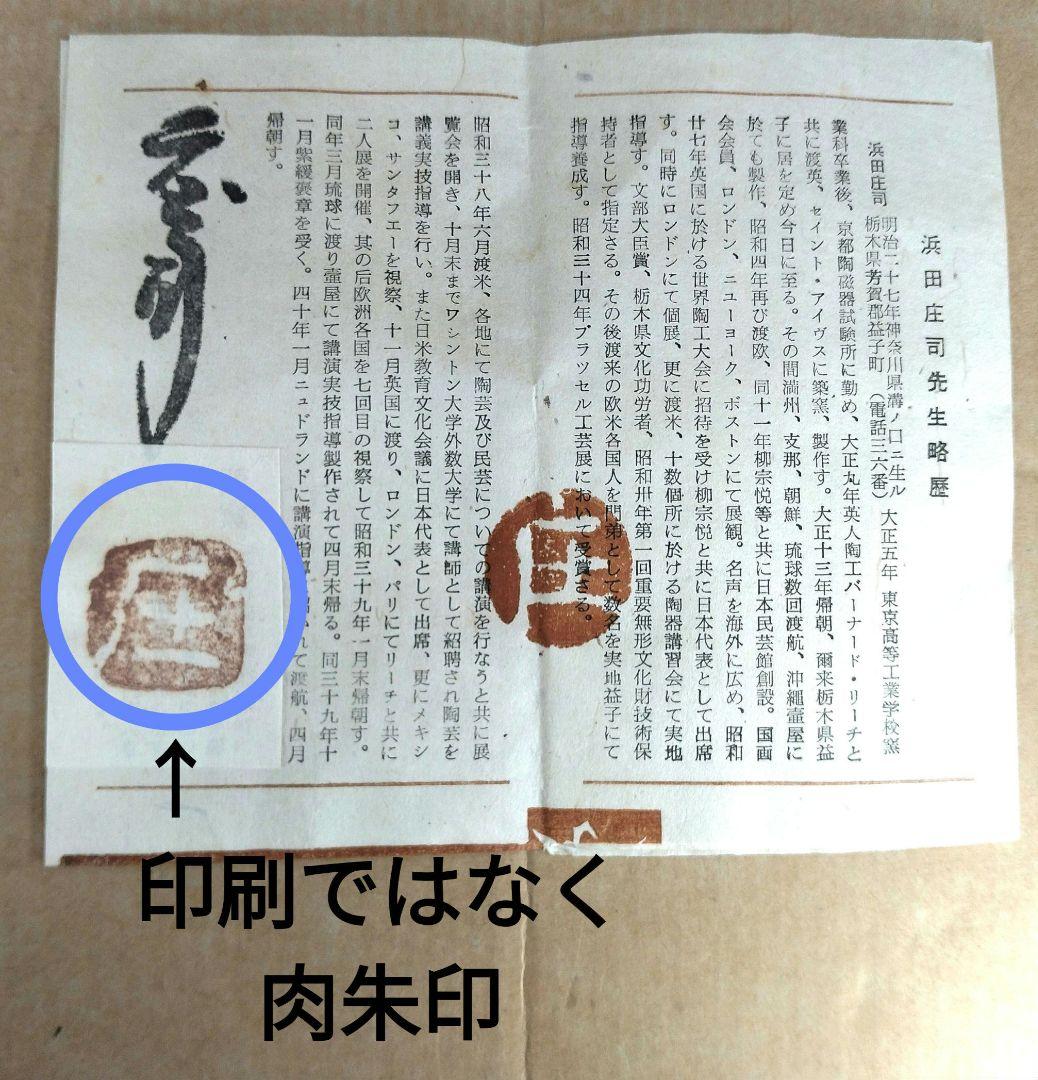 浜田庄司先生略歴
浜田庄司 明治二十七年神奈川県溝ノ口ニ生ル
栃木県芳賀郡益子町 (電話三六番)
大正五年 東京高等工業学校窯
業科卒業後、京都陶磁器試験所に勤め、大正九年英人陶工バーナード・リーチと
共に渡英、セイント・アイヴスに築窯、製作す。大正十三年帰朝、爾来栃木県益
子に居を定め今日に至る。その間満州、支那、朝鮮、琉球数回渡航、沖縄壷屋に
於ても製作、昭和四年再び渡欧、同十一年柳宗悦等と共に日本民芸館創設。国画
会会員、ロンドン、ニューヨーク、ボストンにて展観。名声を海外に広め、昭和
廿七年英国に於ける世界陶工大会に招待を受け柳宗悦と共に日本代表として出席
す。同時にロンドンにて個展、更に渡米、十数個所に於ける陶器講習会にて実地
指導す。文部大臣賞、栃木県文化功労者、昭和卅年第一回重要無形文化財技術保
持者として指定さる。その後渡来の欧米各国人を門弟として数名を実地益子にて
指導養成す。昭和三十四年ブラッセル工芸展において受賞さる。
昭和三十八年六月渡米、各地にて陶芸及び民芸についての講演を行なうと共に展
覧会を開き、十月末までワシントン大学外数大学にて講師として紹聘され陶芸を
講義実技指導を行い。また日米教育文化会議に日本代表として出席、更にメキシ
コ、サンタフエーを視察、十一月英国に渡り、ロンドン、パリにてリーチと共に
二人展を開催、其の后欧洲各国を七回目の視察して昭和三十九年一月末帰朝す。
同年三月琉球に渡り壷屋にて講演実技指導製作されて四月末帰る。同三十九年十
一月紫綬褒章を受く。四十年一月ニュドランドに講演指導 れて渡航、四月
帰朝す。
庄
庄
印刷ではなく
肉朱印